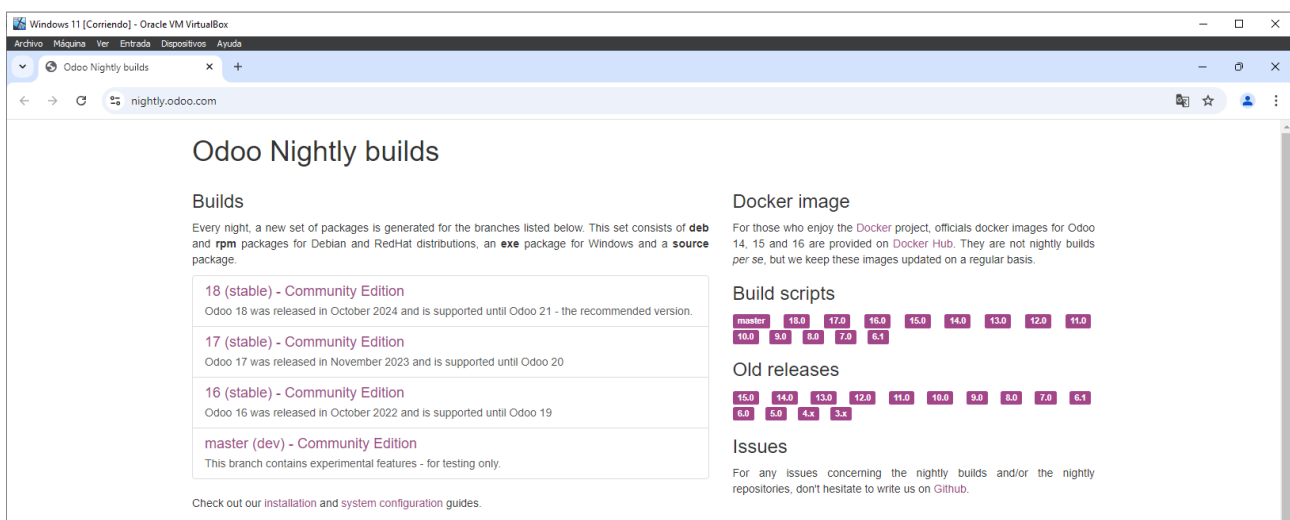 Windows 11 [Corriendo] - Oracle VM VirtualBox
Archivo Máquina Ver Entrada Dispositivos Ayuda
Odoo Nightly builds
nightly.odoo.com
Odoo Nightly builds
Builds
Every night, a new set of packages is generated for the branches listed below. This set consists of deb
and rpm packages for Debian and RedHat distributions, an exe package for Windows and a source
package.
18 (stable) - Community Edition
Odoo 18 was released in October 2024 and is supported until Odoo 21 - the recommended version.
17 (stable) - Community Edition
Odoo 17 was released in November 2023 and is supported until Odoo 20
16 (stable) - Community Edition
Odoo 16 was released in October 2022 and is supported until Odoo 19
master (dev) - Community Edition
This branch contains experimental features - for testing only.
Check out our installation and system configuration guides.
Docker image
For those who enjoy the Docker project, officials docker images for Odoo
14, 15 and 16 are provided on Docker Hub. They are not nightly builds
per se, but we keep these images updated on a regular basis.
Build scripts
master 18.0 17.0 16.0 15.0 14.0 13.0 12.0 11.0
10.0 9.0 8.0 7.0 6.1
Old releases
15.0 14.0 13.0 12.0 11.0 10.0 9.0 8.0 7.0 6.1
6.0 5.0 4.x 3.x
Issues
For any issues concerning the nightly builds and/or the nightly
repositories, don't hesitate to write us on Github.